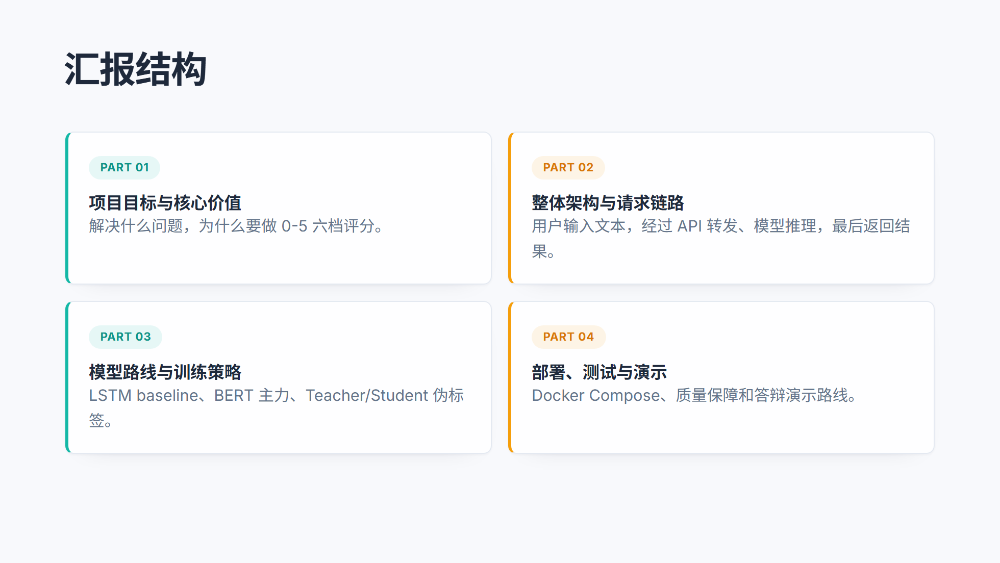 汇报结构
PART 01
项目目标与核心价值
解决什么问题，为什么要做 0-5 六档评分。
PART 02
整体架构与请求链路
用户输入文本，经过 API 转发、模型推理，最后返回结
果。
PART 03
模型路线与训练策略
LSTM baseline、BERT 主力、Teacher/Student 伪标
签。
PART 04
部署、测试与演示
Docker Compose、质量保障和答辩演示路线。